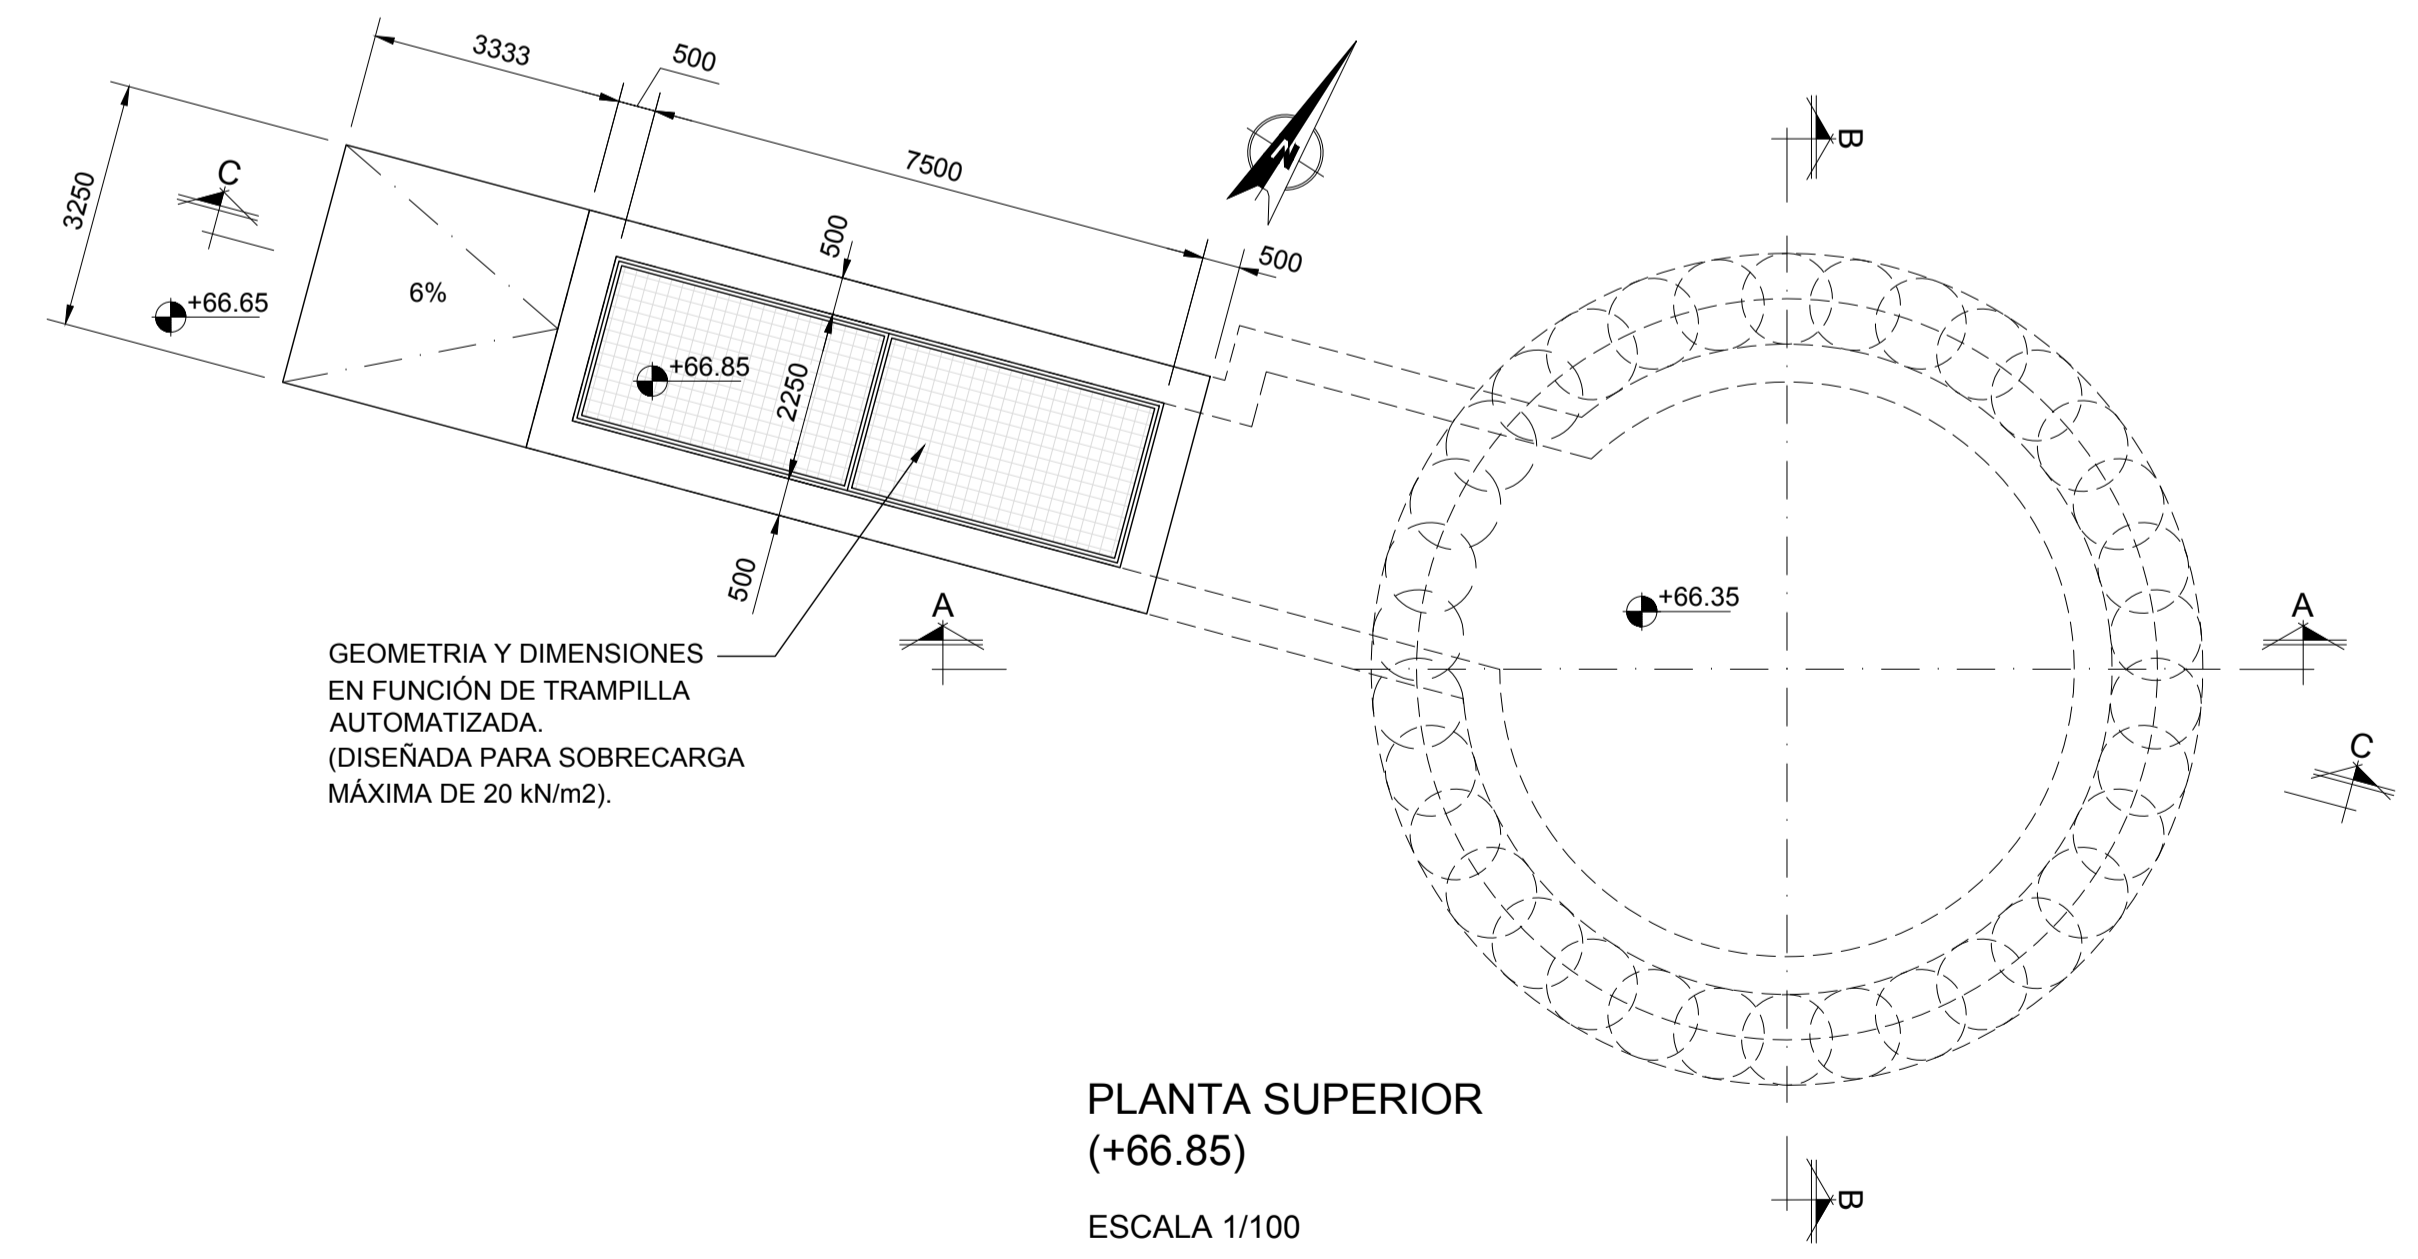 3333
500
7500
500
3250
C
+66.65
6%
500
+66.85
2250
500
N
B
+66.35
A
A
C
GEOMETRIA Y DIMENSIONES
EN FUNCIÓN DE TRAMPILLA
AUTOMATIZADA.
(DISEÑADA PARA SOBRECARGA
MÁXIMA DE 20 kN/m2).
PLANTA SUPERIOR
(+66.85)
ESCALA 1/100
B